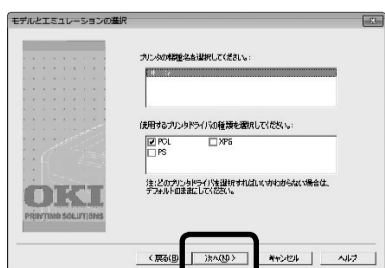 モデルとエミュレーションの選択
プリンタの機種名を選択してください。:
使用するプリンタドライバの種類を選択してください。:
PCL
XPS
PS
注:どのプリンタドライバを選択すればいいかわからない場合は、
デフォルトのままにしてください。
OKI
PRINTING SOLUTIONS
< 戻る(B)
次へ(N) >
キャンセル
ヘルプ